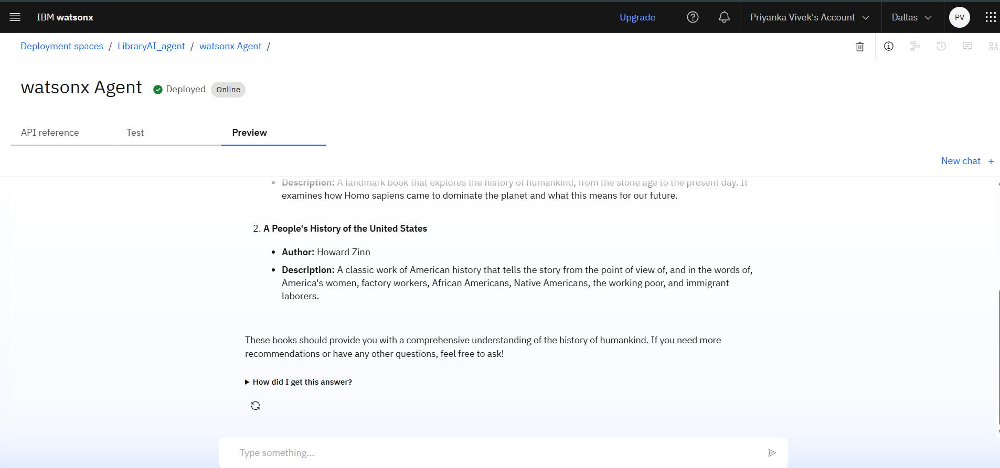 IBM watsonx
Upgrade
Priyanka Vivek's Account
Dallas
PV
Deployment spaces / LibraryAI_agent / watsonx Agent /
watsonx Agent
Deployed
Online
API reference
Test
Preview
New chat +
• Description: A landmark book that explores the history of humankind, from the stone age to the present day. It
examines how Homo sapiens came to dominate the planet and what this means for our future.
2. A People's History of the United States
• Author: Howard Zinn
• Description: A classic work of American history that tells the story from the point of view of, and in the words of,
America's women, factory workers, African Americans, Native Americans, the working poor, and immigrant
laborers.
These books should provide you with a comprehensive understanding of the history of humankind. If you need more
recommendations or have any other questions, feel free to ask!
How did I get this answer?
Type something...